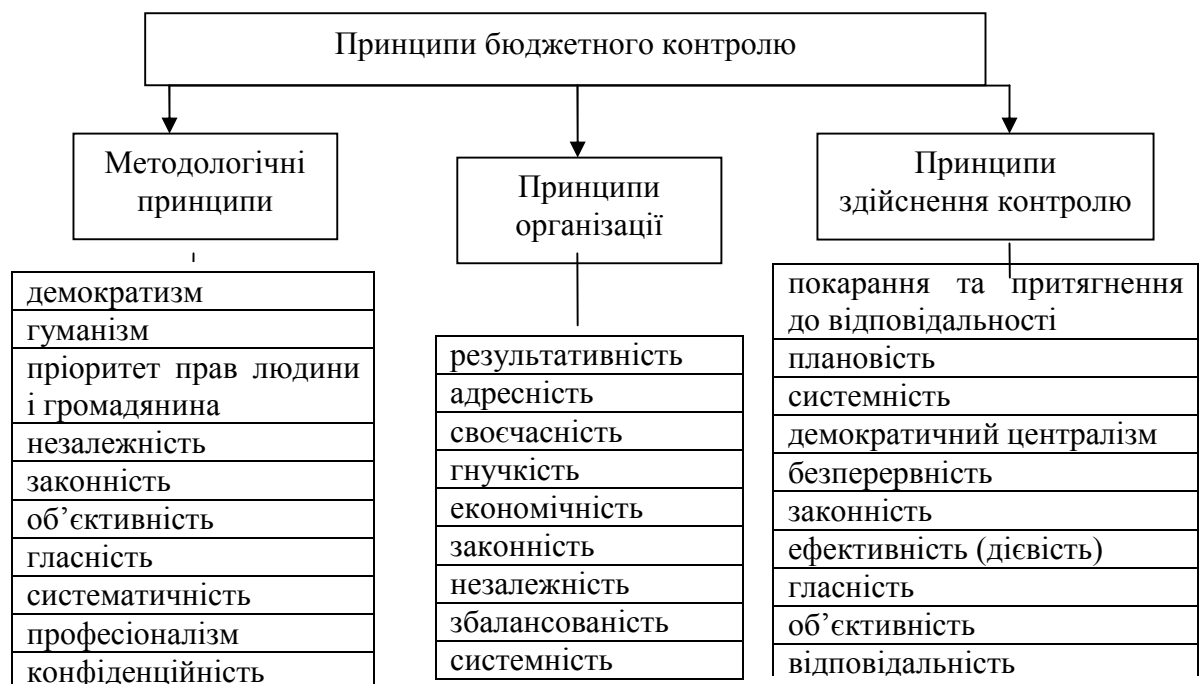 Принципи бюджетного контролю
Методологічні
принципи
демократизм
гуманізм
пріоритет прав людини
і громадянина
незалежність
законність
об’єктивність
гласність
систематичність
професіоналізм
конфіденційність
Принципи
організації
результативність
адресність
своєчасність
гнучкість
економічність
законність
незалежність
збалансованість
системність
Принципи
здійснення контролю
покарання та притягнення
до відповідальності
плановість
системність
демократичний централізм
безперервність
законність
ефективність (дієвість)
гласність
об’єктивність
відповідальність